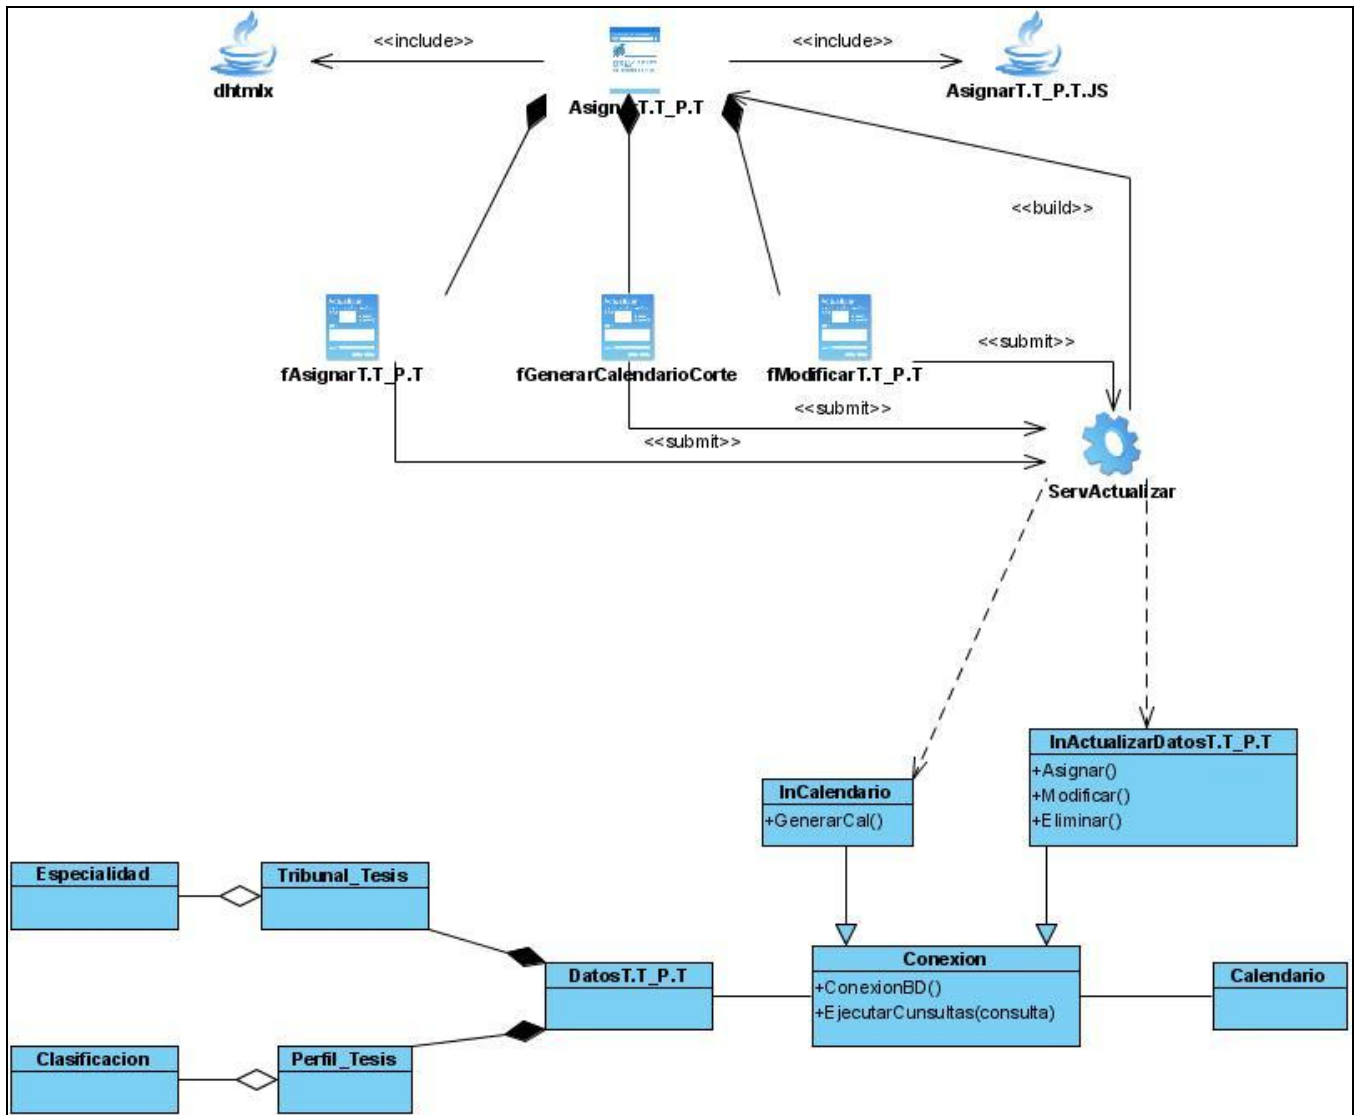 <<include>>
<<include>>
dhtmlx
AsignarT.T_P.T
AsignarT.T_P.T.JS
<<build>>
fAsignarT.T_P.T
fGenerarCalendarioCorte
fModificarT.T_P.T
<<submit>>
<<submit>>
<<submit>>
ServActualizar
InActualizarDatosT.T_P.T
+Asignar()
+Modificar()
+Eliminar()
InCalendario
+GenerarCal()
Especialidad
Tribunal_Tesis
Conexion
+ConexionBD()
+EjecutarCunsultas(consulta)
DatosT.T_P.T
Calendario
Clasificacion
Perfil_Tesis